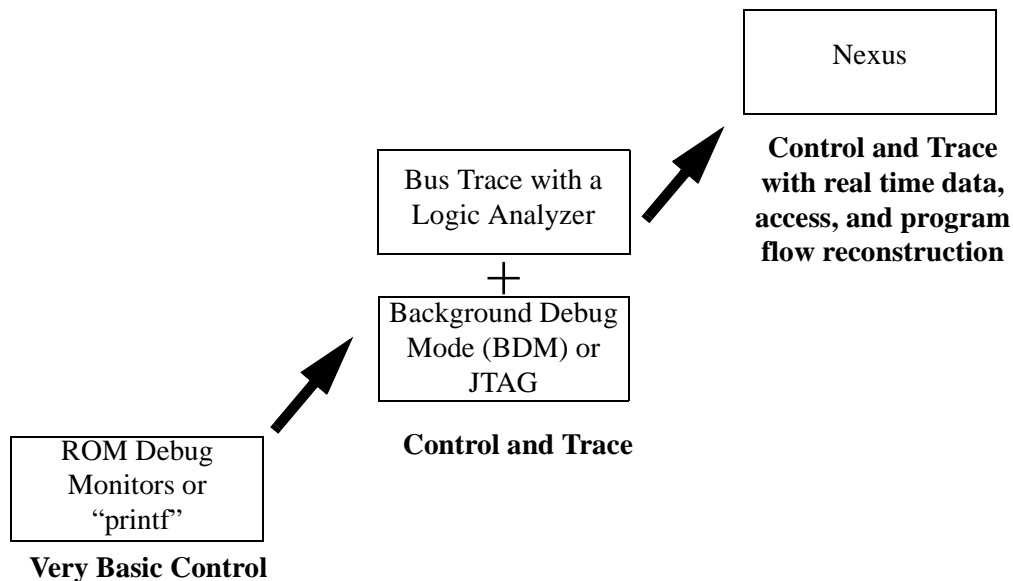 Nexus
Control and Trace
with real time data,
access, and program
flow reconstruction
Bus Trace with a
Logic Analyzer
+
Background Debug
Mode (BDM) or
JTAG
Control and Trace
ROM Debug
Monitors or
“printf”
Very Basic Control